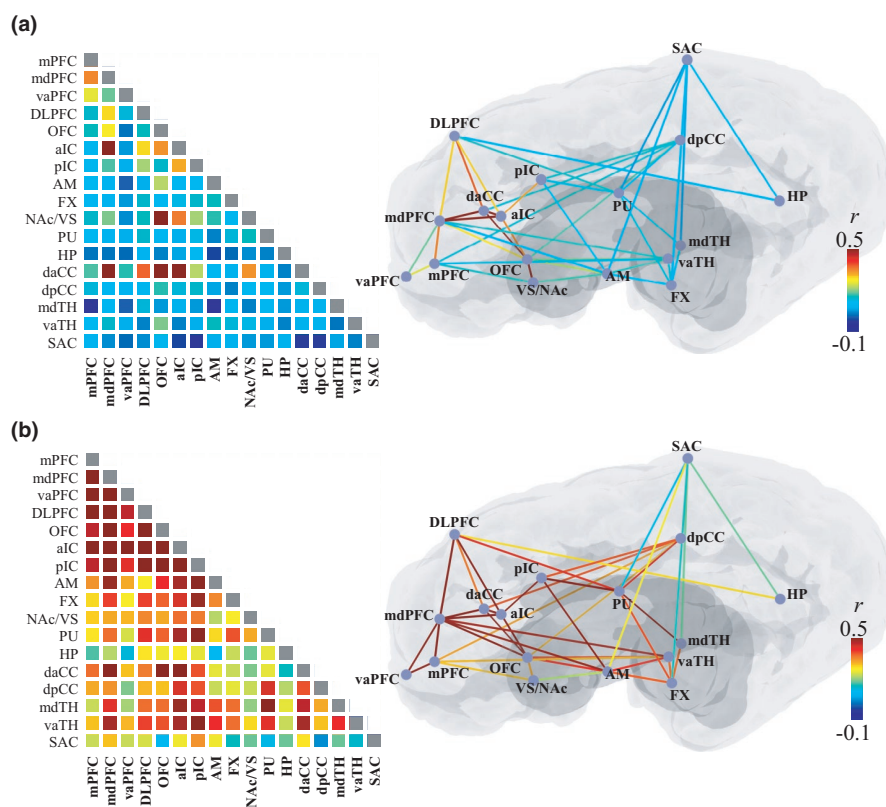 (a)
mPFC
mdPFC
vaPFC
DLPFC
OFC
aIC
pIC
AM
FX
NAc/VS
PU
HP
daCC
dpCC
mdTH
vaTH
SAC
mPFC
mdPFC
vaPFC
DLPFC
OFC
aIC
pIC
AM
FX
NAc/VS
PU
HP
daCC
dpCC
mdTH
vaTH
SAC
SAC
DLPFC
dpCC
pIC
HP
daCC
PU
mdPFC
aIC
mdTH
vaTH
OFC
mPFC
AM
vaPFC
VS/NAc
FX
r
0.5
-0.1
(b)
mPFC
mdPFC
vaPFC
DLPFC
OFC
aIC
pIC
AM
FX
NAc/VS
PU
HP
daCC
dpCC
mdTH
vaTH
SAC
mPFC
mdPFC
vaPFC
DLPFC
OFC
aIC
pIC
AM
FX
NAc/VS
PU
HP
daCC
dpCC
mdTH
vaTH
SAC
SAC
DLPFC
dpCC
pIC
HP
daCC
PU
mdPFC
aIC
mdTH
vaTH
OFC
mPFC
AM
vaPFC
VS/NAc
FX
r
0.5
-0.1